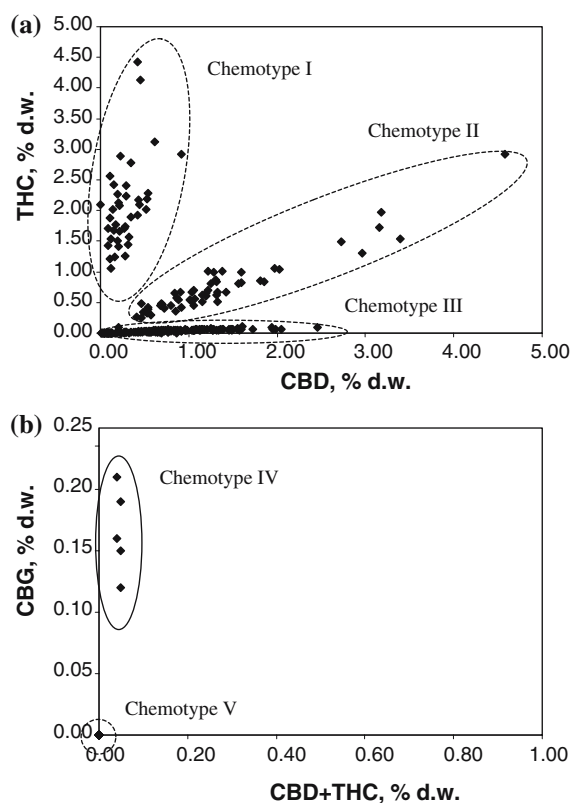 (a)
5.00
4.50
4.00
3.50
3.00
2.50
2.00
1.50
1.00
0.50
0.00
THC, % d.w.
Chemotype I
Chemotype II
Chemotype III
0.00 1.00 2.00 3.00 4.00 5.00
CBD, % d.w.
(b)
0.25
0.20
0.15
0.10
0.05
0.00
CBG, % d.w.
Chemotype IV
Chemotype V
0.00 0.20 0.40 0.60 0.80 1.00
CBD+THC, % d.w.